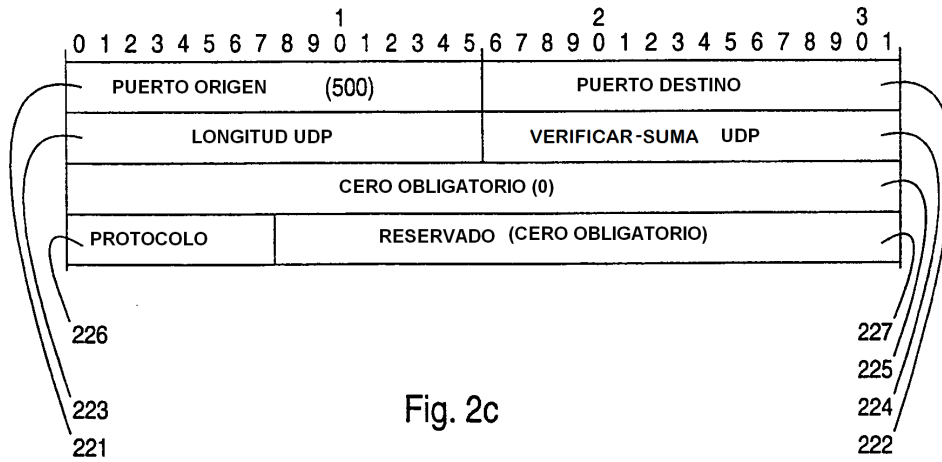 1 2 3
0 1 2 3 4 5 6 7 8 9 0 1 2 3 4 5 6 7 8 9 0 1 2 3 4 5 6 7 8 9 0 1
PUERTO ORIGEN (500) PUERTO DESTINO
LONGITUD UDP VERIFICAR-SUMA UDP
CERO OBLIGATORIO (0)
PROTOCOLO RESERVADO (CERO OBLIGATORIO)
226 227
225
223 224
221 222
Fig. 2c